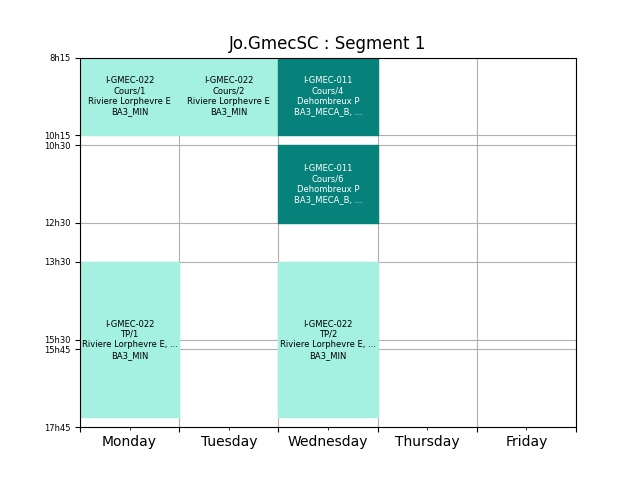 Jo.GmecSC : Segment 1
8h15
I-GMEC-022
Cours/1
Riviere Lorphevre E
BA3_MIN
I-GMEC-022
Cours/2
Riviere Lorphevre E
BA3_MIN
I-GMEC-011
Cours/4
Dehombreux P
BA3_MECA_B, ...
10h15
10h30
I-GMEC-011
Cours/6
Dehombreux P
BA3_MECA_B, ...
12h30
13h30
I-GMEC-022
TP/1
Riviere Lorphevre E, ...
BA3_MIN
I-GMEC-022
TP/2
Riviere Lorphevre E, ...
BA3_MIN
15h30
15h45
17h45
Monday Tuesday Wednesday Thursday Friday